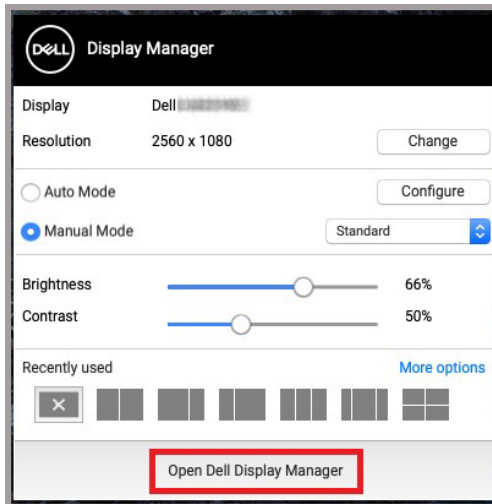 DELL Display Manager
Display Dell
Resolution 2560 x 1080 Change
Auto Mode Configure
Manual Mode Standard
Brightness 66%
Contrast 50%
Recently used More options
Open Dell Display Manager